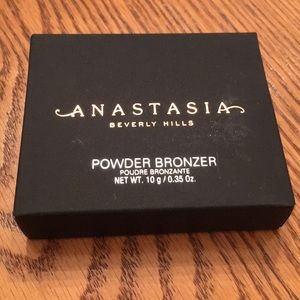 ANASTASIA
BEVERLY HILLS
POWDER BRONZER
POUDRE BRONZANTE
NET WT. 10 g / 0.35 Oz.